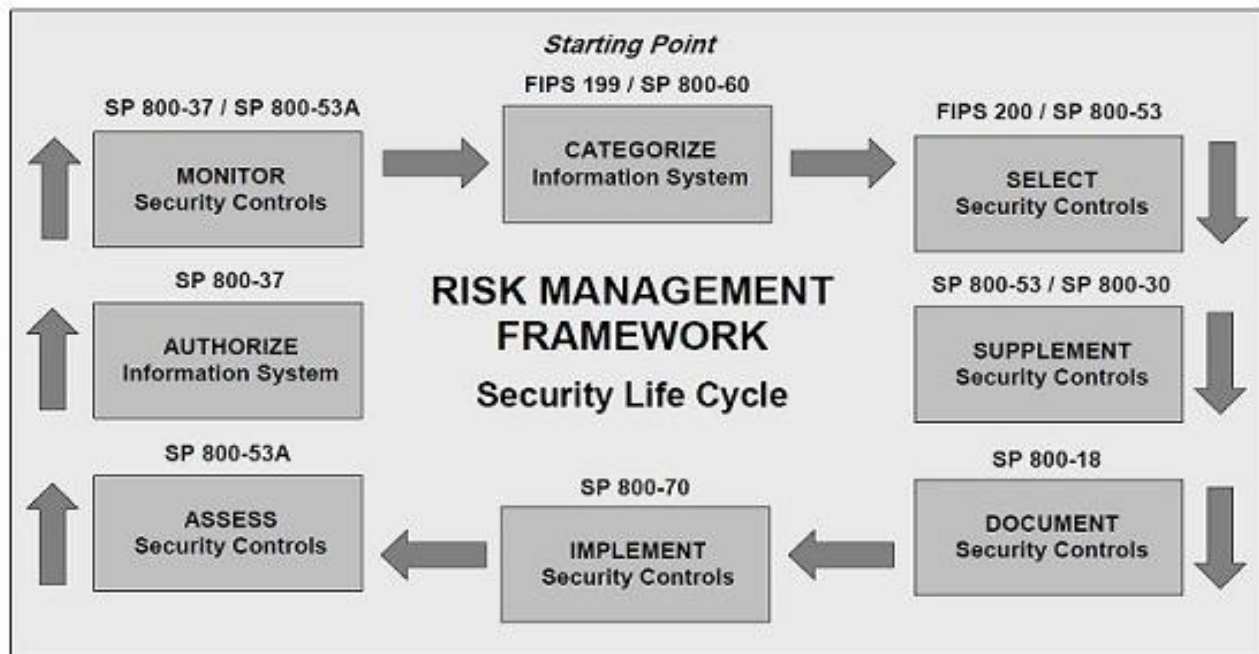 Starting Point
FIPS 199 / SP 800-60
CATEGORIZE
Information System
FIPS 200 / SP 800-53
SELECT
Security Controls
SP 800-53 / SP 800-30
SUPPLEMENT
Security Controls
SP 800-18
DOCUMENT
Security Controls
SP 800-70
IMPLEMENT
Security Controls
SP 800-53A
ASSESS
Security Controls
SP 800-37
AUTHORIZE
Information System
SP 800-37 / SP 800-53A
MONITOR
Security Controls
RISK MANAGEMENT
FRAMEWORK
Security Life Cycle